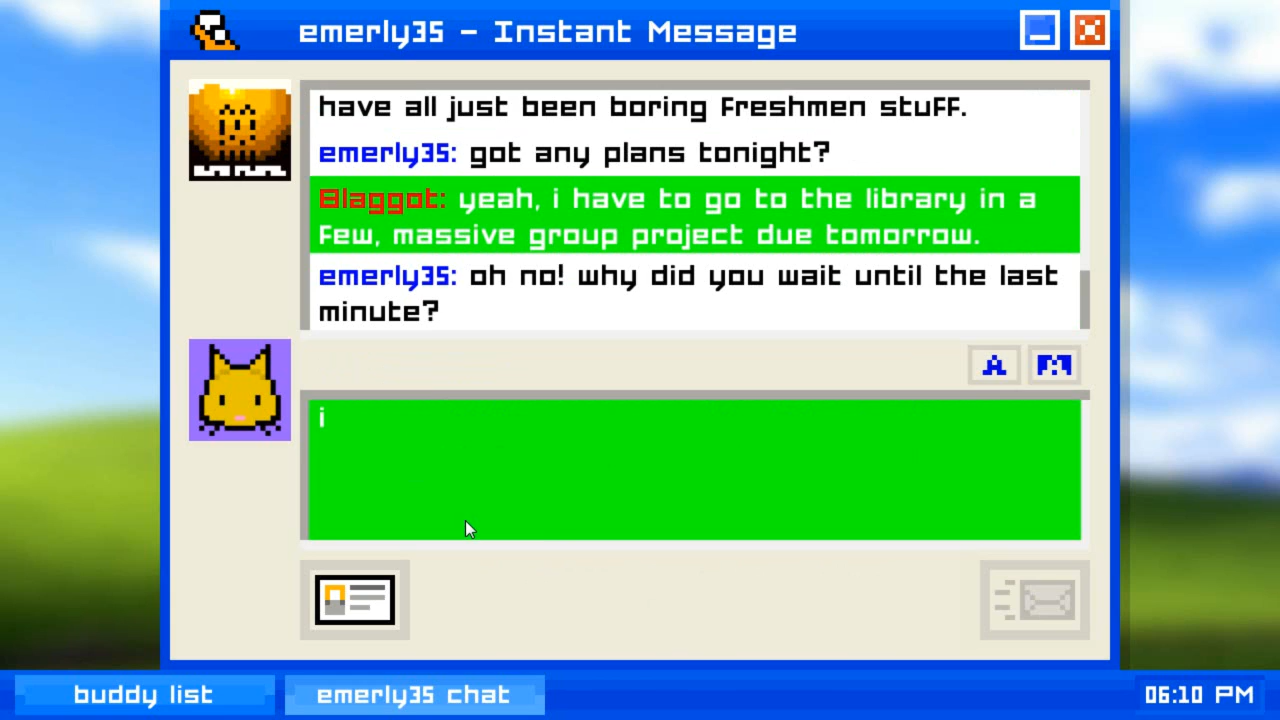 emerly35 - Instant Message
have all just been boring Freshmen stuff.
emerly35: got any plans tonight?
Blaggot: yeah, i have to go to the library in a
few, massive group project due tomorrow.
emerly35: oh no! why did you wait until the last
minute?
A
i
buddy list
emerly35 chat
06:10 PM